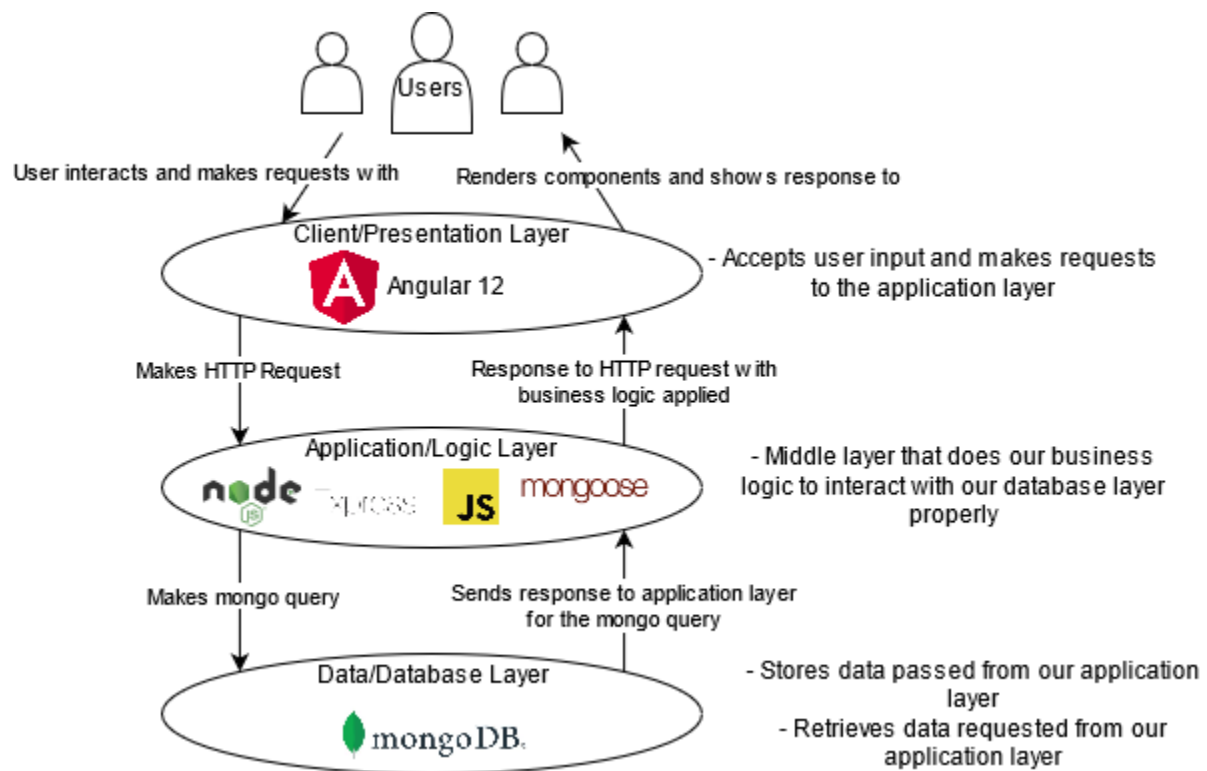 Users
User interacts and makes requests with
Renders components and shows response to
Client/Presentation Layer
A
Angular 12
- Accepts user input and makes requests
to the application layer
Makes HTTP Request
Response to HTTP request with
business logic applied
Application/Logic Layer
node
JS
Express
JS
mongoose
- Middle layer that does our business
logic to interact with our database layer
properly
Makes mongo query
Sends response to application layer
for the mongo query
Data/Database Layer
mongoDB
- Stores data passed from our application
layer
- Retrieves data requested from our
application layer